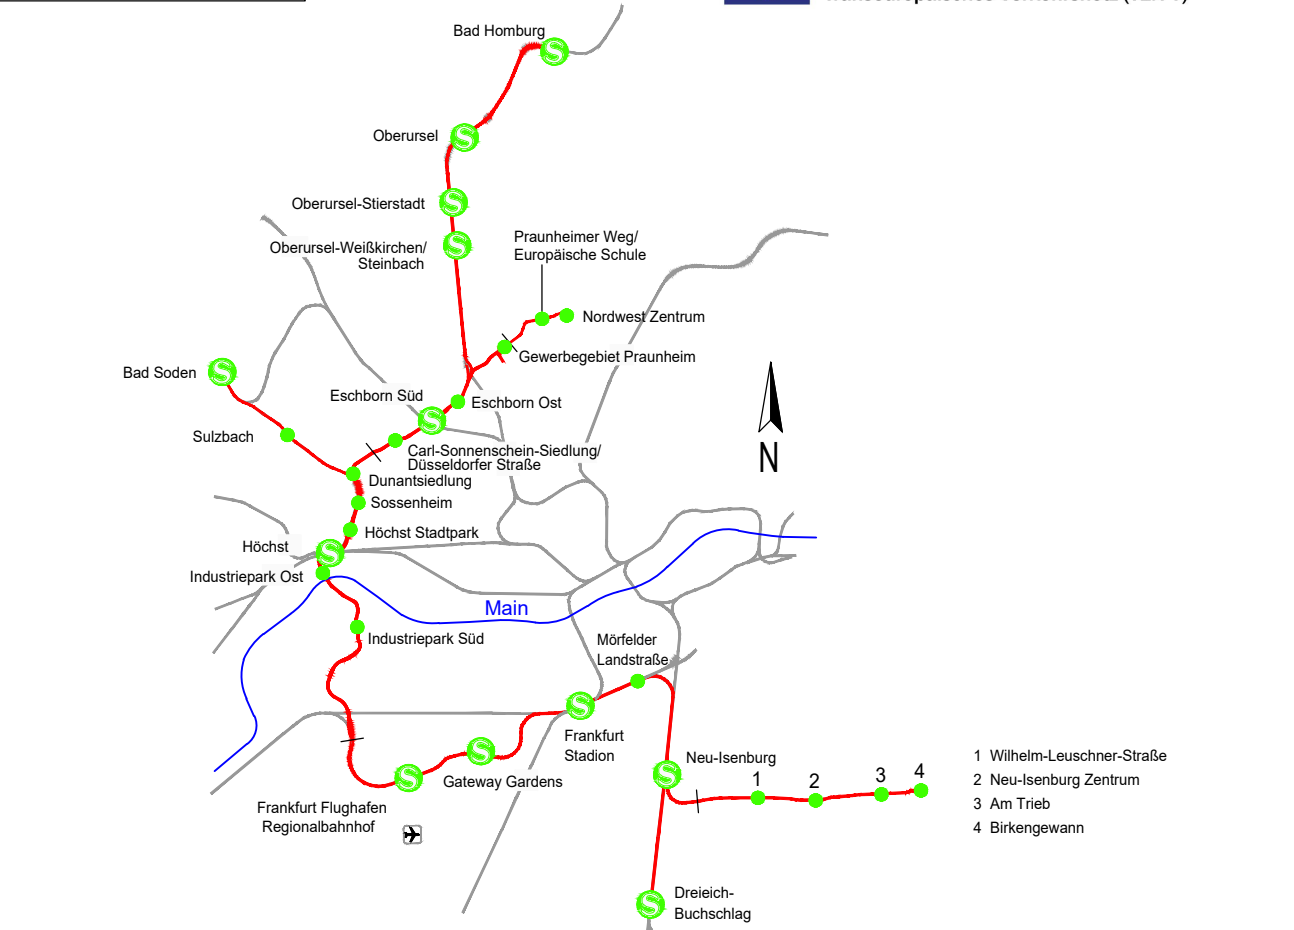 Bad Homburg
Oberursel
Oberursel-Stierstadt
Oberursel-Weißkirchen/
Steinbach
Praunheimer Weg/
Europäische Schule
Nordwest Zentrum
Gewerbegebiet Praunheim
Bad Soden
Eschborn Süd
Eschborn Ost
Sulzbach
Carl-Sonnenschein-Siedlung/
Düsseldorfer Straße
Dunantsiedlung
Sossenheim
Höchst Stadtpark
Höchst
Industriepark Ost
N
Main
Industriepark Süd
Mörfelder
Landstraße
Frankfurt
Stadion
Gateway Gardens
Frankfurt Flughafen
Regionalbahnhof
Neu-Isenburg
1
2
3
4
1 Wilhelm-Leuschner-Straße
2 Neu-Isenburg Zentrum
3 Am Trieb
4 Birkengewann
Dreieich-
Buchschlag